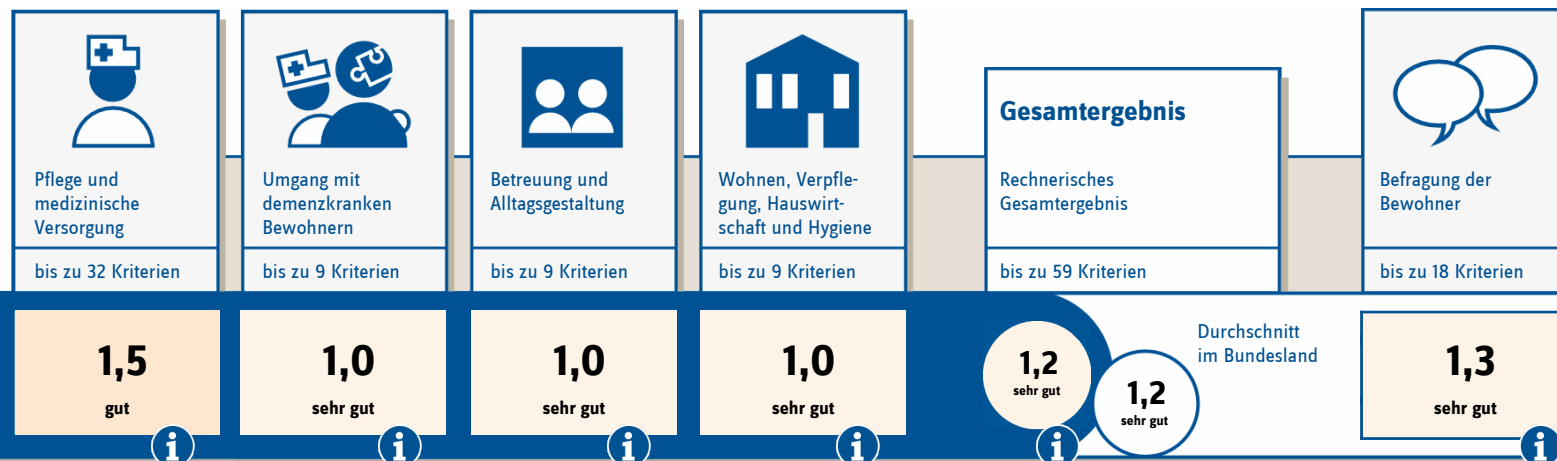 Pflege und
medizinische
Versorgung
bis zu 32 Kriterien
1,5
gut
i
Umgang mit
demenzkranken
Bewohnern
bis zu 9 Kriterien
1,0
sehr gut
i
Betreuung und
Alltagsgestaltung
bis zu 9 Kriterien
1,0
sehr gut
i
Wohnen, Verpfle-
gung, Hauswirt-
schaft und Hygiene
bis zu 9 Kriterien
1,0
sehr gut
i
Gesamtergebnis
Rechnerisches
Gesamtergebnis
bis zu 59 Kriterien
1,2
sehr gut
i
Durchschnitt
im Bundesland
1,2
sehr gut
Befragung der
Bewohner
bis zu 18 Kriterien
1,3
sehr gut
i